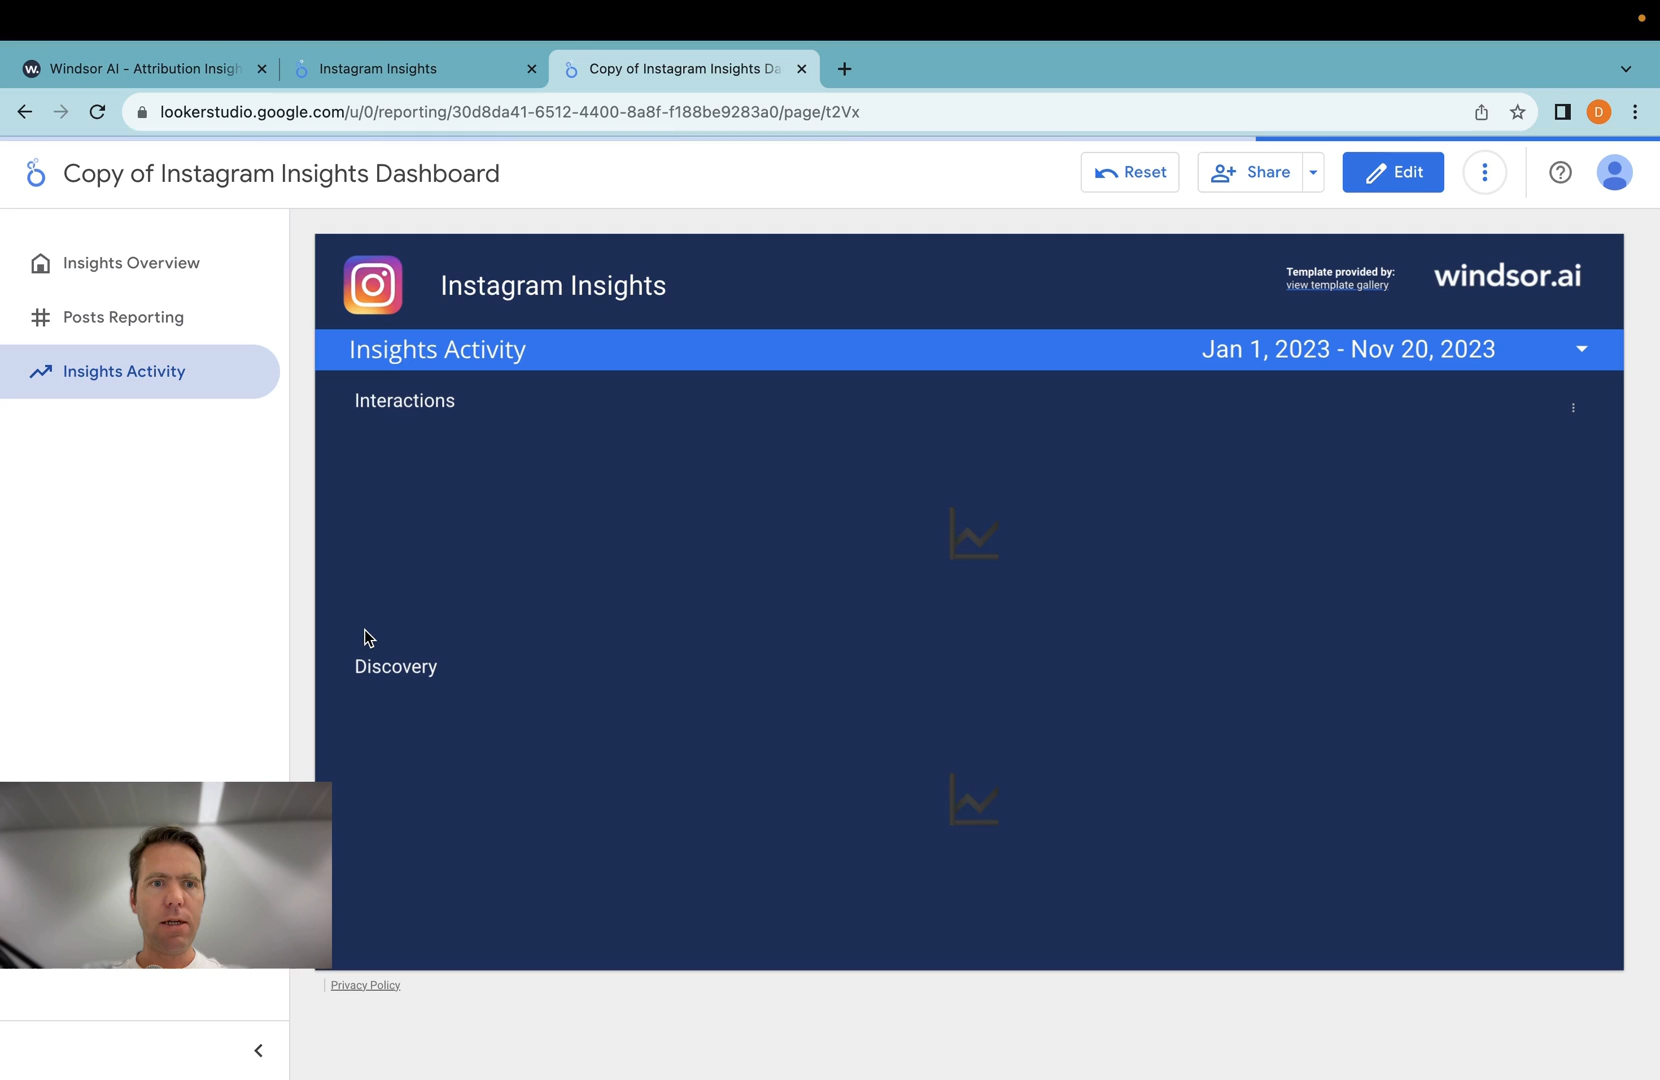 W. Windsor AI - Attribution Insigh
Instagram Insights
Copy of Instagram Insights Da
lookerstudio.google.com/u/0/reporting/30d8da41-6512-4400-8a8f-f188be9283a0/page/t2Vx
D
Copy of Instagram Insights Dashboard
Reset
Share
Edit
Insights Overview
Posts Reporting
Insights Activity
Instagram Insights
Template provided by:
view template gallery
windsor.ai
Insights Activity
Jan 1, 2023 - Nov 20, 2023
Interactions
Discovery
Privacy Policy